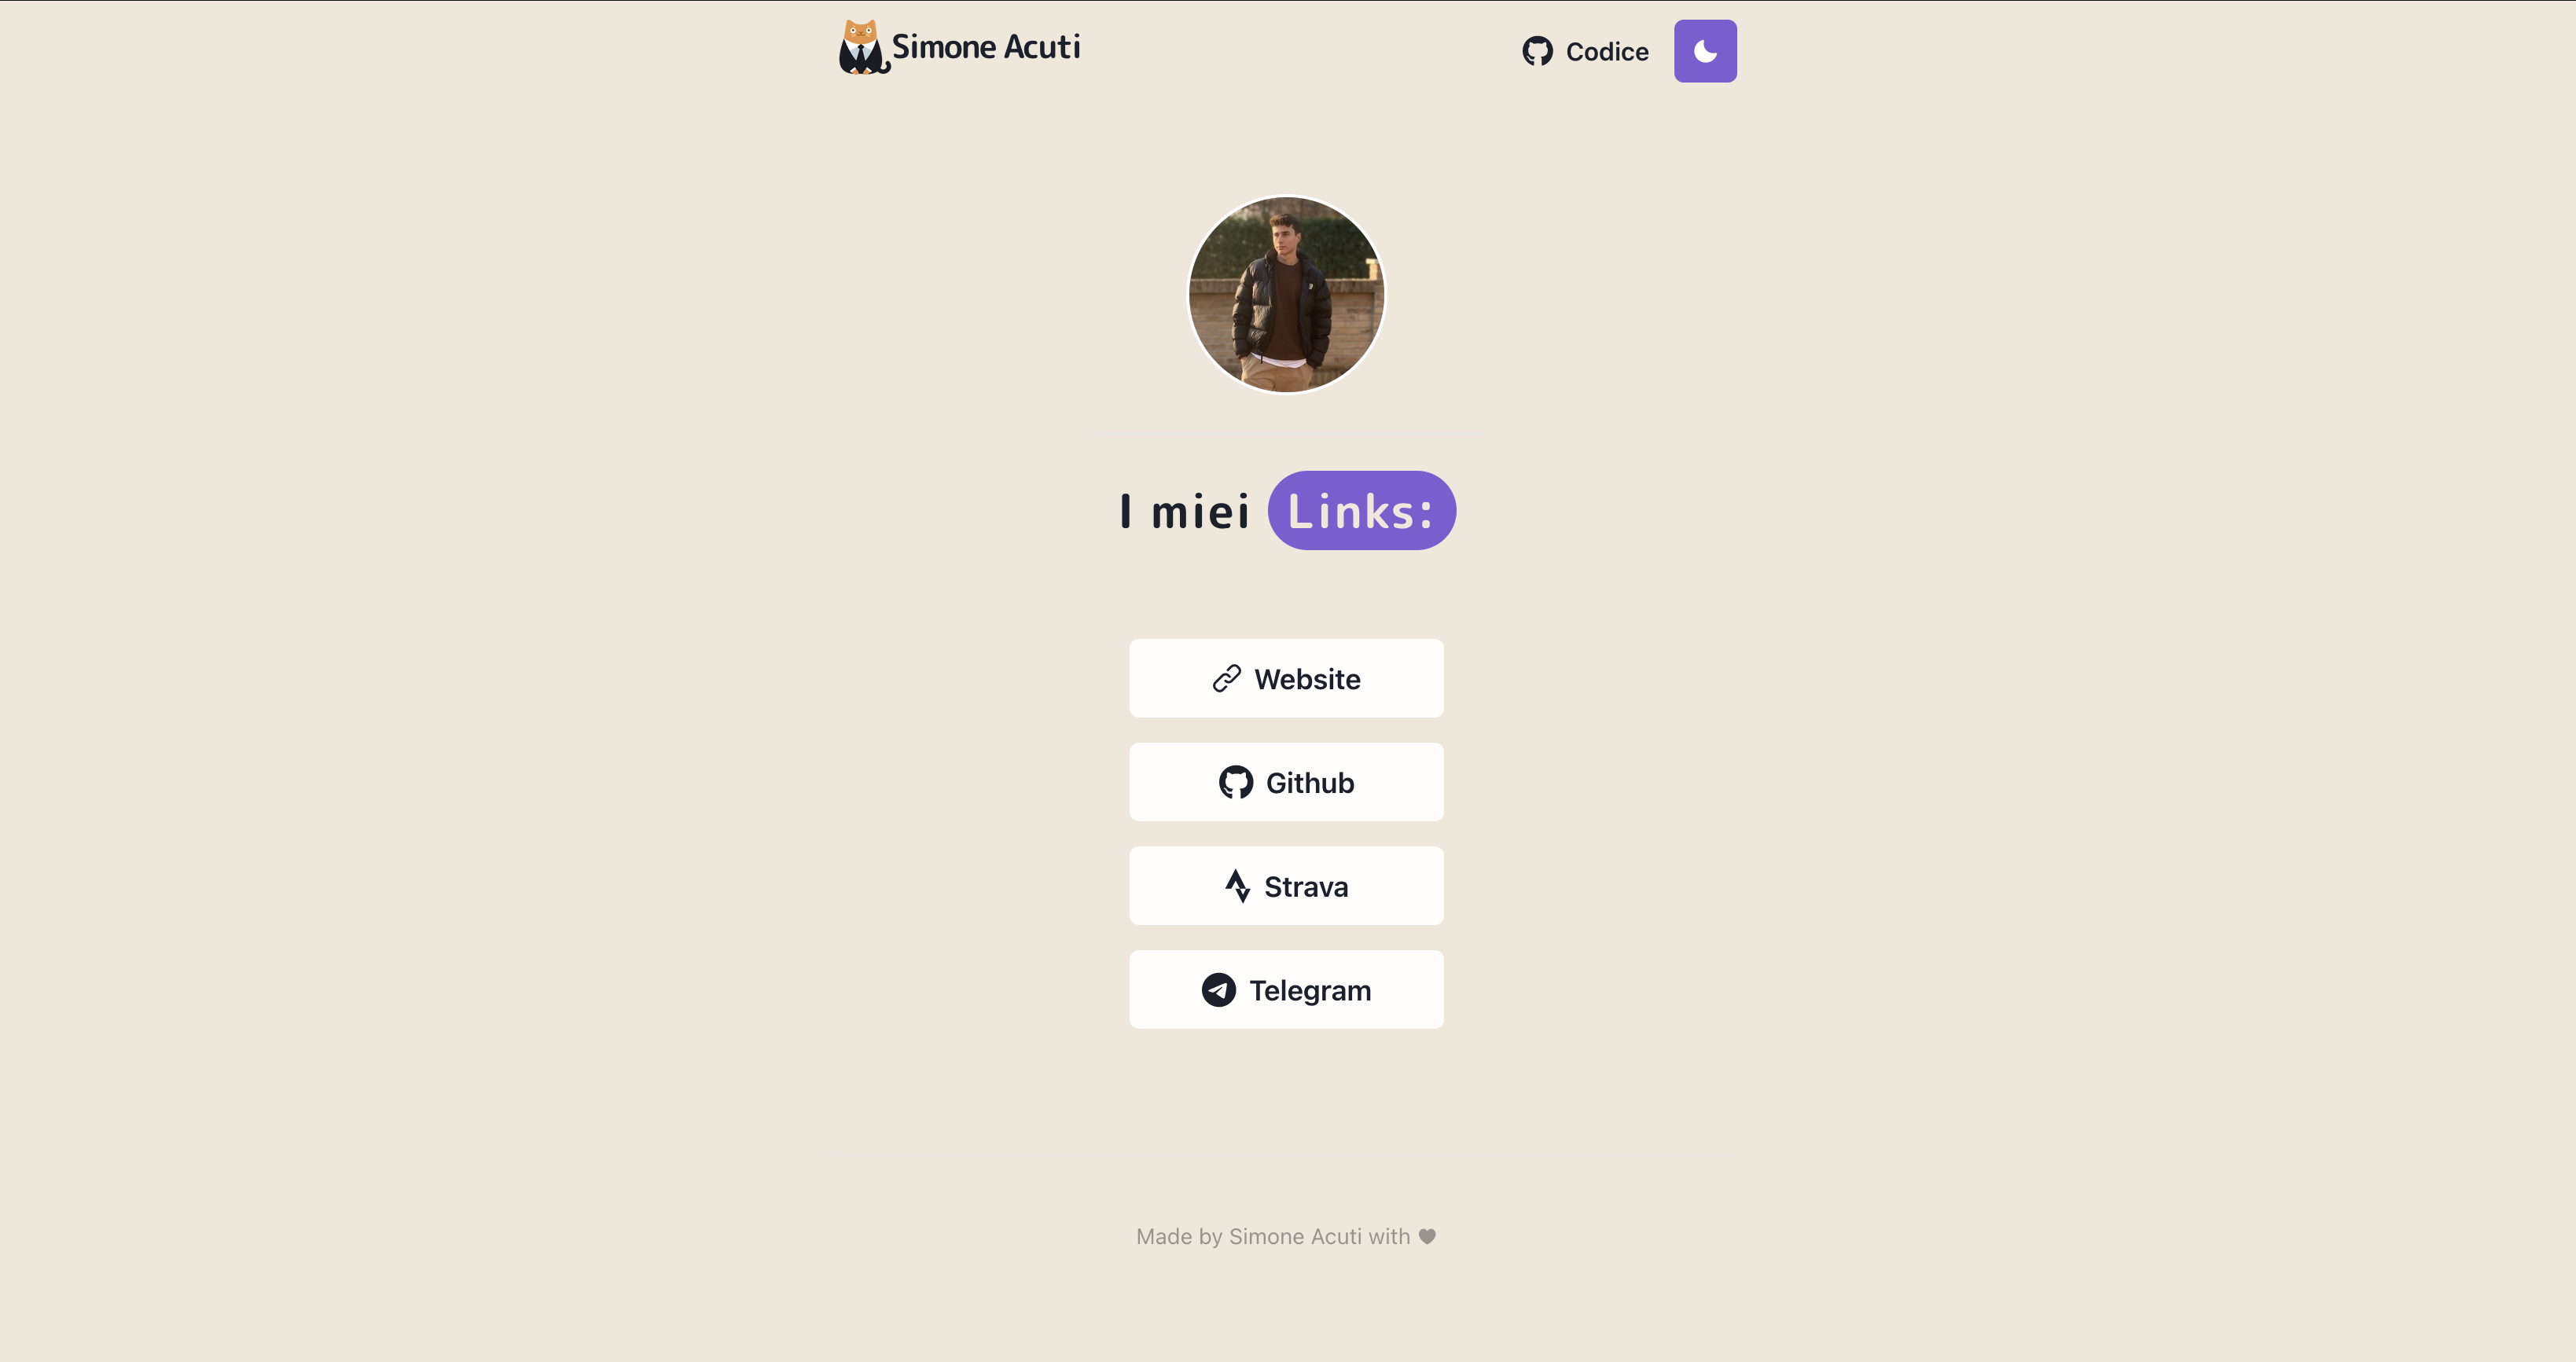 Simone Acuti
Codice
I miei Links:
Website
Github
Strava
Telegram
Made by Simone Acuti with